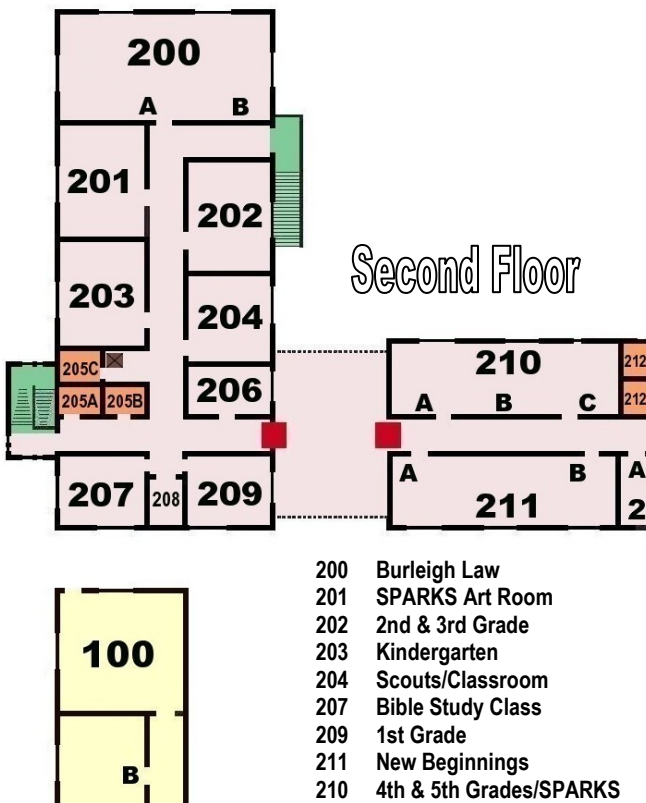 200
A B
201
202
Second Floor
203
204
210
205C
212
206
205A 205B
212
A B C
A B A
207 208 209
211
2
200 Burleigh Law
201 SPARKS Art Room
202 2nd & 3rd Grade
203 Kindergarten
204 Scouts/Classroom
207 Bible Study Class
209 1st Grade
211 New Beginnings
210 4th & 5th Grades/SPARKS
100
B